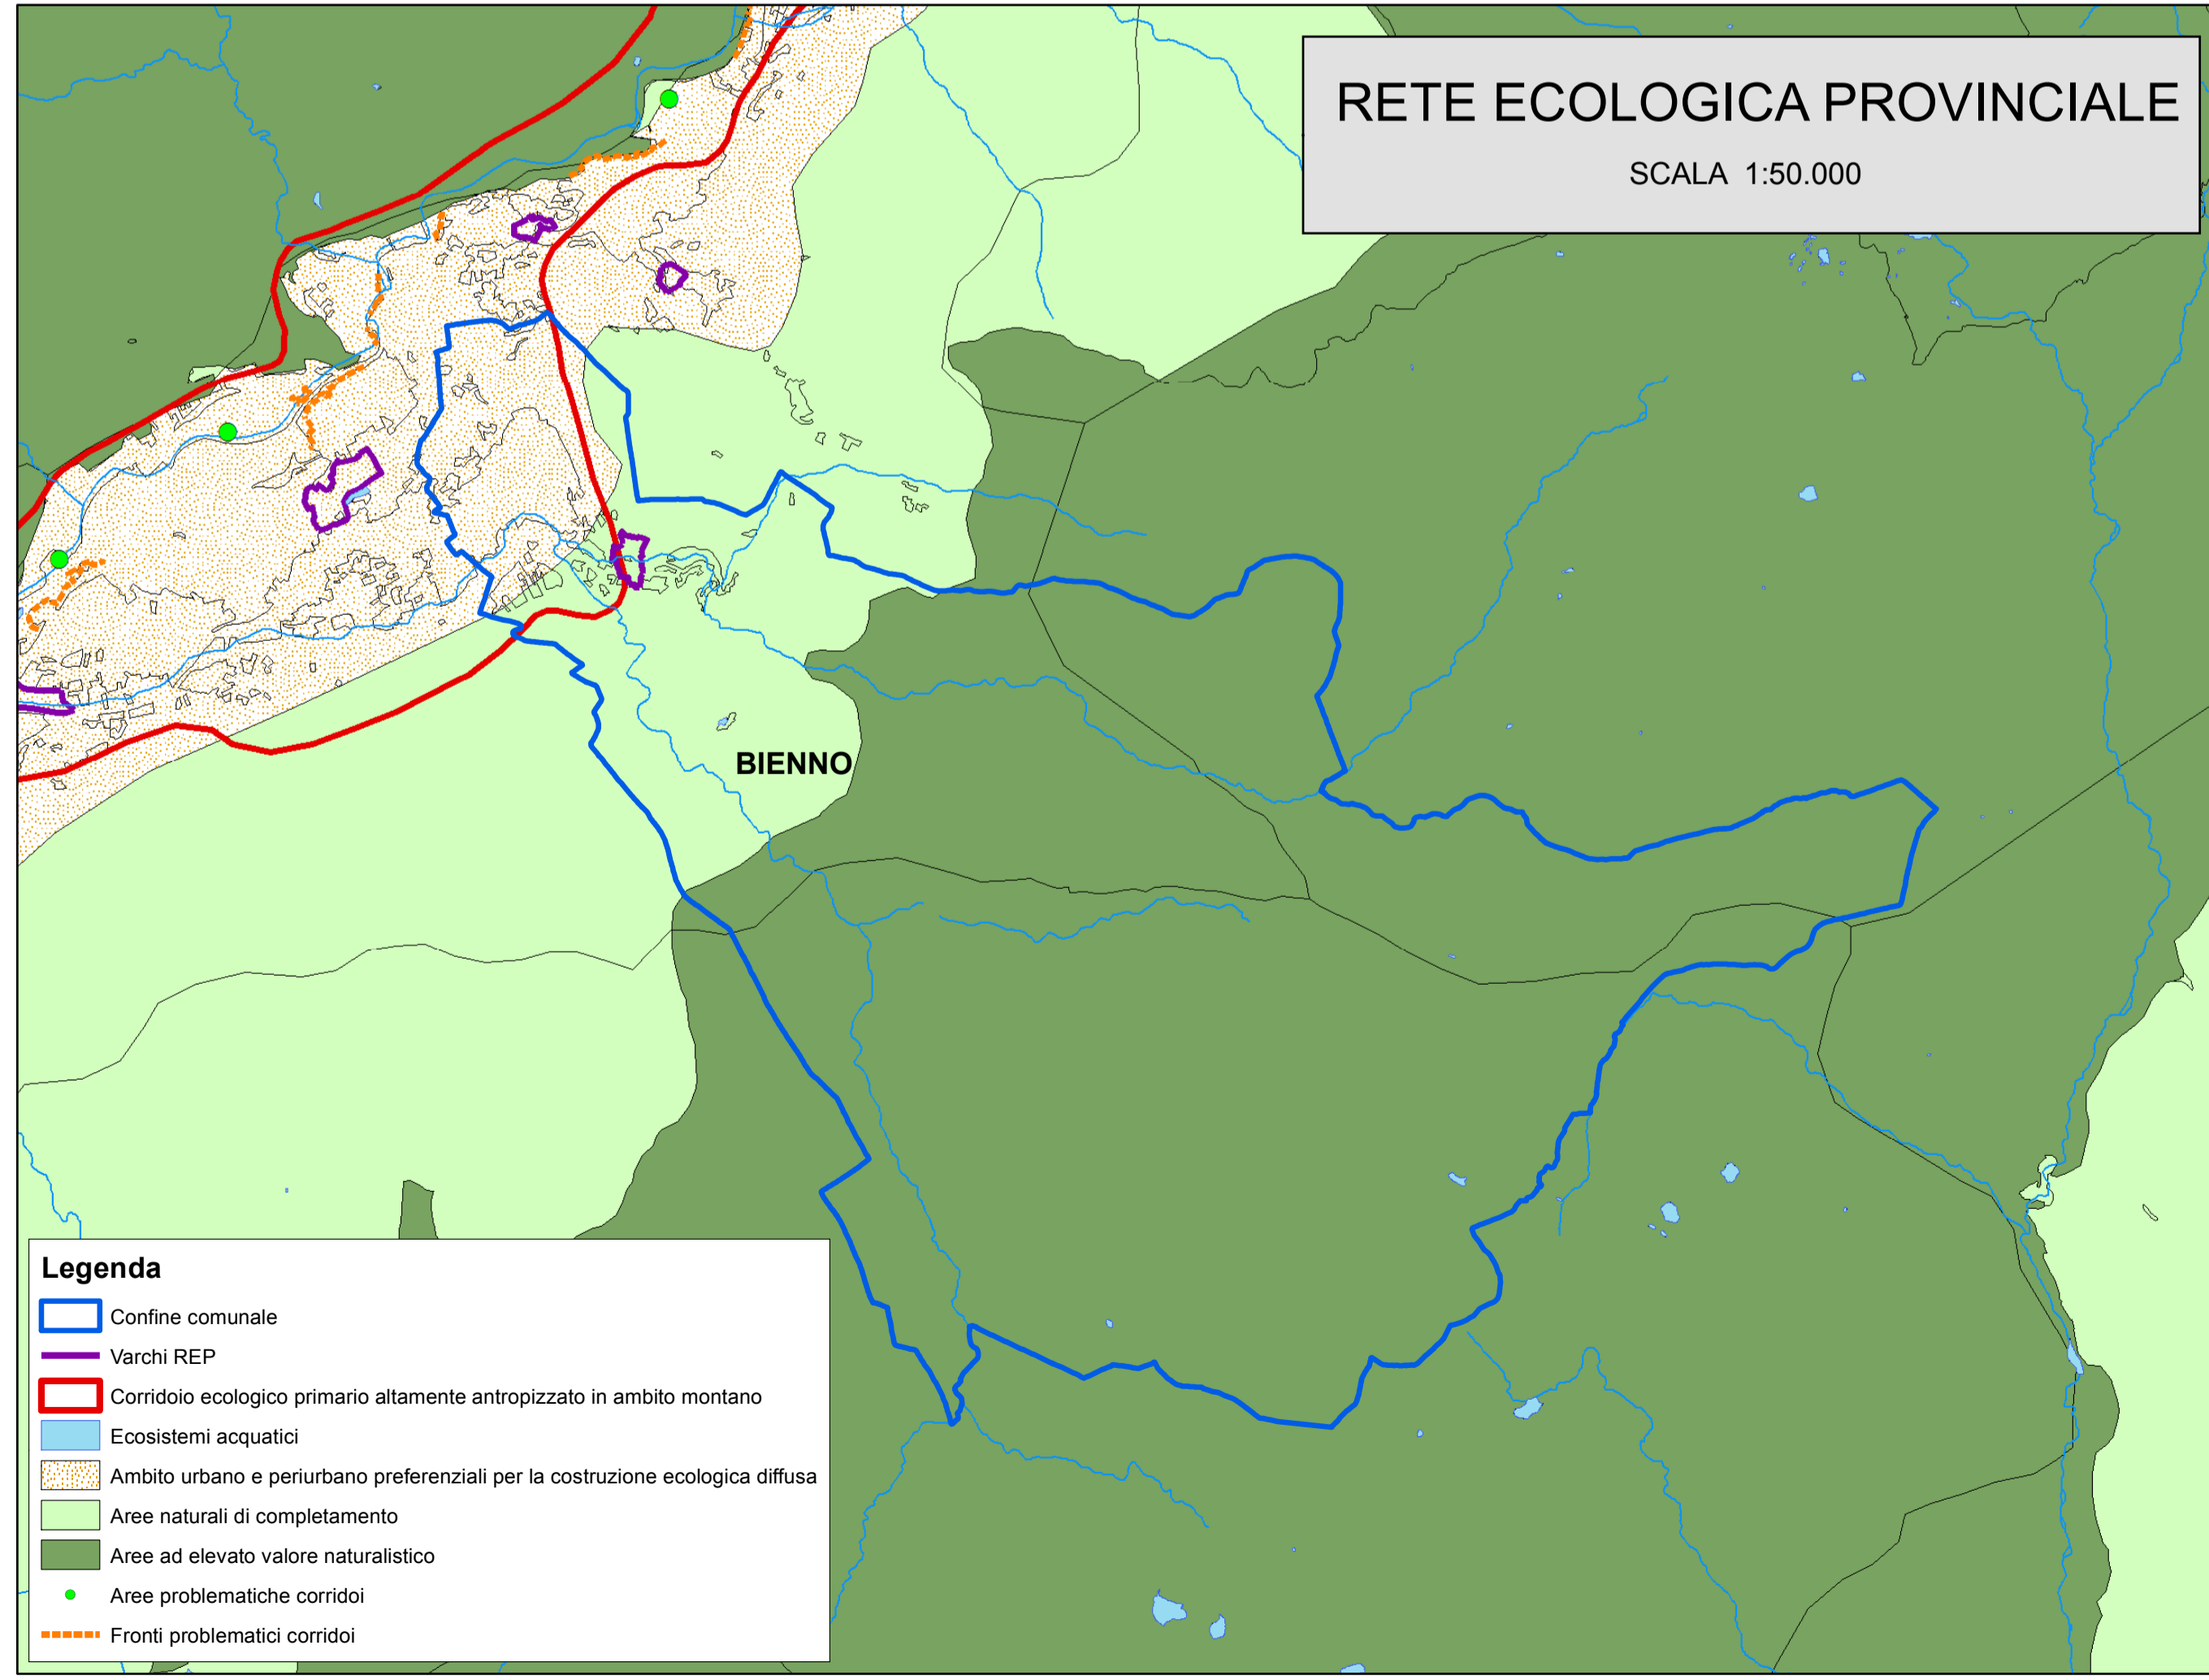 RETE ECOLOGICA PROVINCIALE
SCALA 1:50.000
BIENNO
Legenda
Confine comunale
Varchi REP
Corridoio ecologico primario altamente antropizzato in ambito montano
Ecosistemi acquatici
Ambito urbano e periurbano preferenziali per la costruzione ecologica diffusa
Aree naturali di completamento
Aree ad elevato valore naturalistico
Aree problematiche corridoi
Fronti problematici corridoi